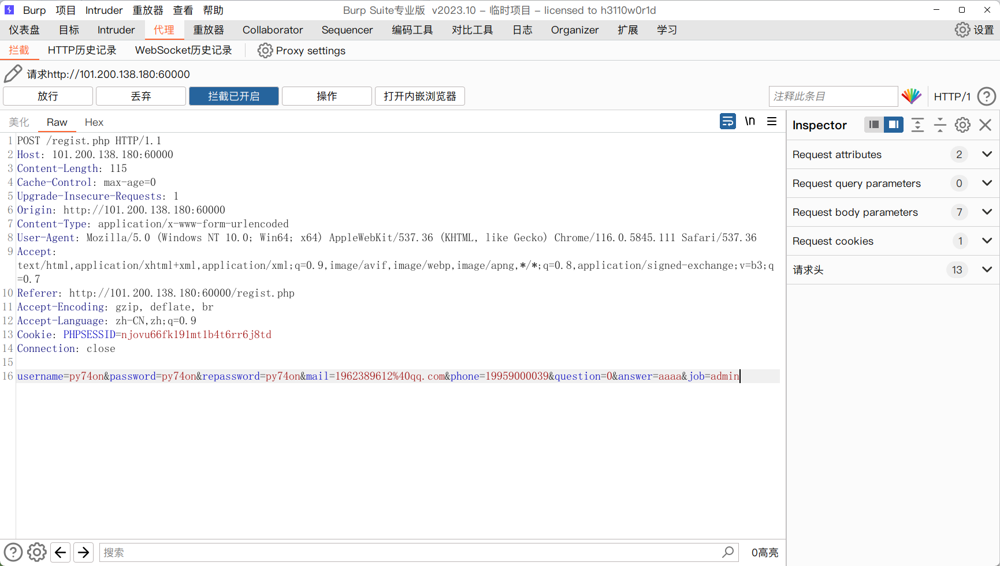 Burp 项目 Intruder 重放器 查看 帮助 Burp Suite专业版 v2023.10 - 临时项目 - licensed to h3110w0r1d
仪表盘 目标 Intruder 代理 重放器 Collaborator Sequencer 编码工具 对比工具 日志 Organizer 扩展 学习 设置
拦截 HTTP历史记录 WebSocket历史记录 Proxy settings
请求http://101.200.138.180:60000
放行 丢弃 拦截已开启 操作 打开内嵌浏览器 注释此条目 HTTP/1 ?
美化 Raw Hex \n
Inspector
Request attributes 2
Request query parameters 0
Request body parameters 7
Request cookies 1
请求头 13
1 POST /regist.php HTTP/1.1
2 Host: 101.200.138.180:60000
3 Content-Length: 115
4 Cache-Control: max-age=0
5 Upgrade-Insecure-Requests: 1
6 Origin: http://101.200.138.180:60000
7 Content-Type: application/x-www-form-urlencoded
8 User-Agent: Mozilla/5.0 (Windows NT 10.0; Win64; x64) AppleWebKit/537.36 (KHTML, like Gecko) Chrome/116.0.5845.111 Safari/537.36
9 Accept:
text/html,application/xhtml+xml,application/xml;q=0.9,image/avif,image/webp,image/apng,*/*;q=0.8,application/signed-exchange;v=b3;q
=0.7
10 Referer: http://101.200.138.180:60000/regist.php
11 Accept-Encoding: gzip, deflate, br
12 Accept-Language: zh-CN,zh;q=0.9
13 Cookie: PHPSESSID=njovu66fk191mt1b4t6rr6j8td
14 Connection: close
15
16 username=py74on&password=py74on&repassword=py74on&mail=1962389612%40qq.com&phone=19959000039&question=0&answer=aaaa&job=admin
? 搜索 0高亮